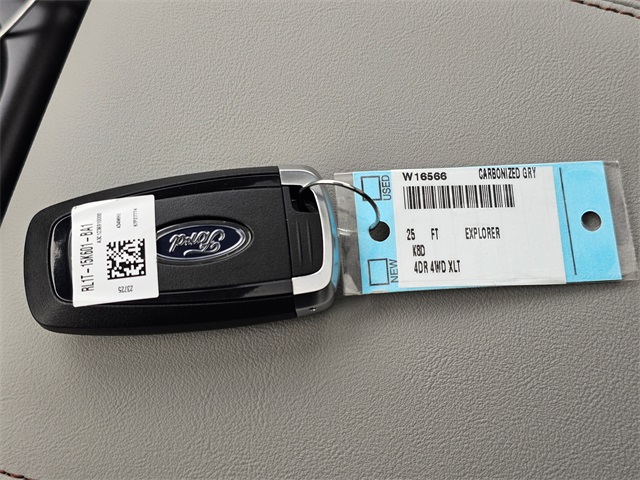 W16566 CARBONIZED GRY
25 FT EXPLORER
K8D
4DR 4WD XLT
USED
NEW
Ford
RL1T-15K601-BA1
23725